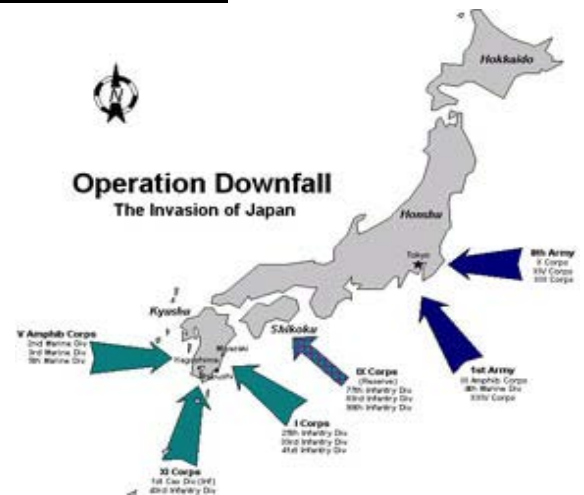 N
Hokkaido
Operation Downfall
The Invasion of Japan
Honshu
Tokyo
8th Army
X Corps
XIV Corps
XIII Corps
Kyushu
Shikoku
V Amphib Corps
2nd Marine Div
3rd Marine Div
5th Marine Div
Kagoshima
Miyazaki
IX Corps
(Reserve)
77th Infantry Div
98th Infantry Div
1st Army
III Amphib Corps
Marine Div
XXIV Corps
I Corps
25th Infantry Div
33rd Infantry Div
41st Infantry Div
XI Corps
1st Cav Div (Inf)
43rd Infantry Div